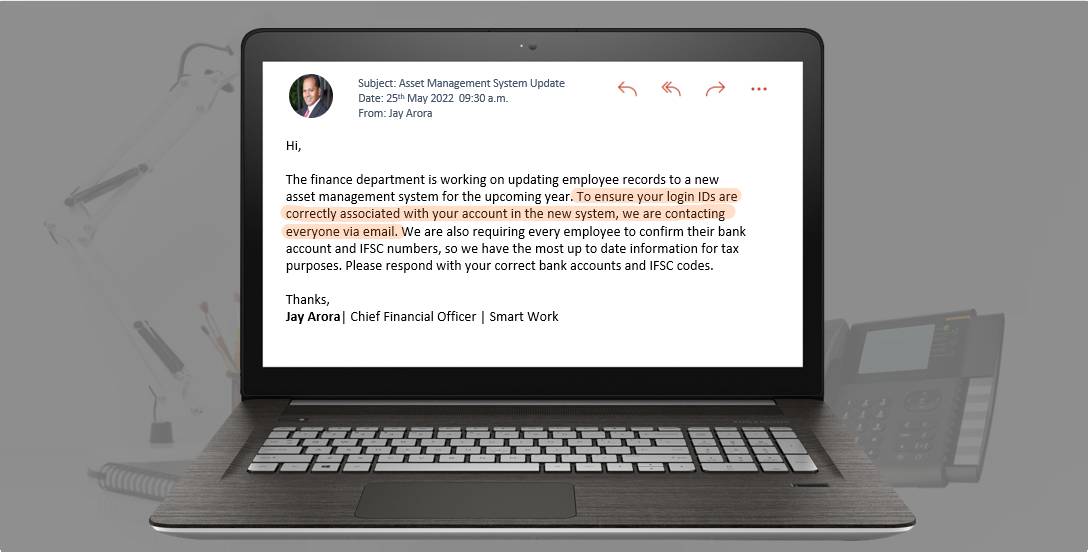 Subject: Asset Management System Update
Date: 25th May 2022  09:30 a.m.
From: Jay Arora
Hi,
The finance department is working on updating employee records to a new
asset management system for the upcoming year. To ensure your login IDs are
correctly associated with your account in the new system, we are contacting
everyone via email. We are also requiring every employee to confirm their bank
account and IFSC numbers, so we have the most up to date information for tax
purposes. Please respond with your correct bank accounts and IFSC codes.
Thanks,
Jay Arora| Chief Financial Officer | Smart Work